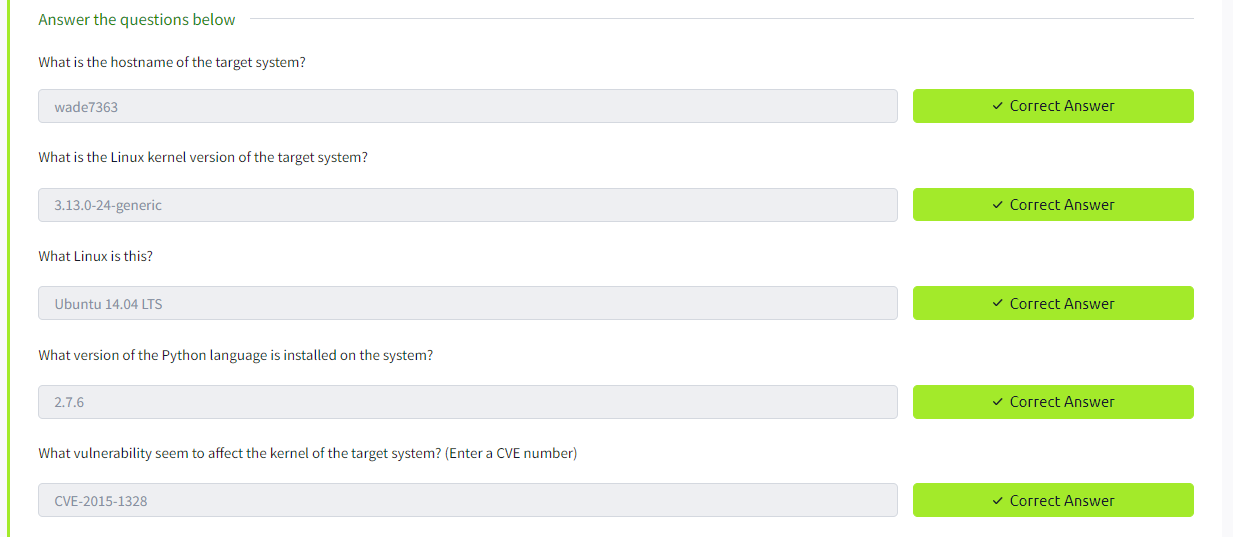 Answer the questions below
What is the hostname of the target system?
wade7363
✓ Correct Answer
What is the Linux kernel version of the target system?
3.13.0-24-generic
✓ Correct Answer
What Linux is this?
Ubuntu 14.04 LTS
✓ Correct Answer
What version of the Python language is installed on the system?
2.7.6
✓ Correct Answer
What vulnerability seem to affect the kernel of the target system? (Enter a CVE number)
CVE-2015-1328
✓ Correct Answer